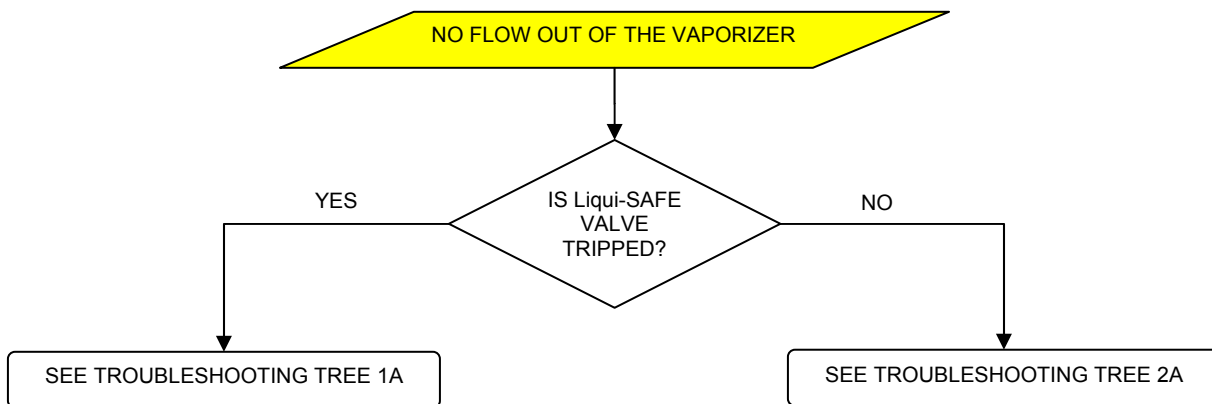 NO FLOW OUT OF THE VAPORIZER
IS Liqui-SAFE
VALVE
TRIPPED?
YES
NO
SEE TROUBLESHOOTING TREE 1A
SEE TROUBLESHOOTING TREE 2A